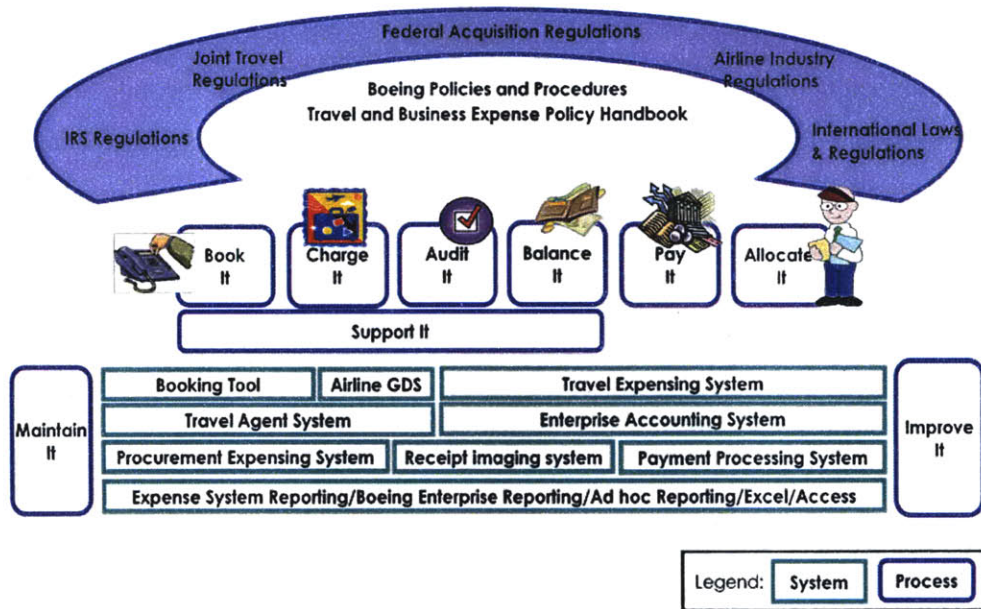 Federal Acquisition Regulations
Joint Travel
Regulations
Airline Industry
Regulations
Boeing Policies and Procedures
Travel and Business Expense Policy Handbook
IRS Regulations
International Laws
& Regulations
Book
It
Charge
It
Audit
It
Balance
It
Pay
It
Allocate
It
Support It
Maintain
It
Booking Tool
Airline GDS
Travel Expensing System
Travel Agent System
Enterprise Accounting System
Procurement Expensing System
Receipt imaging system
Payment Processing System
Expense System Reporting/Boeing Enterprise Reporting/Ad hoc Reporting/Excel/Access
Improve
It
Legend:
System
Process